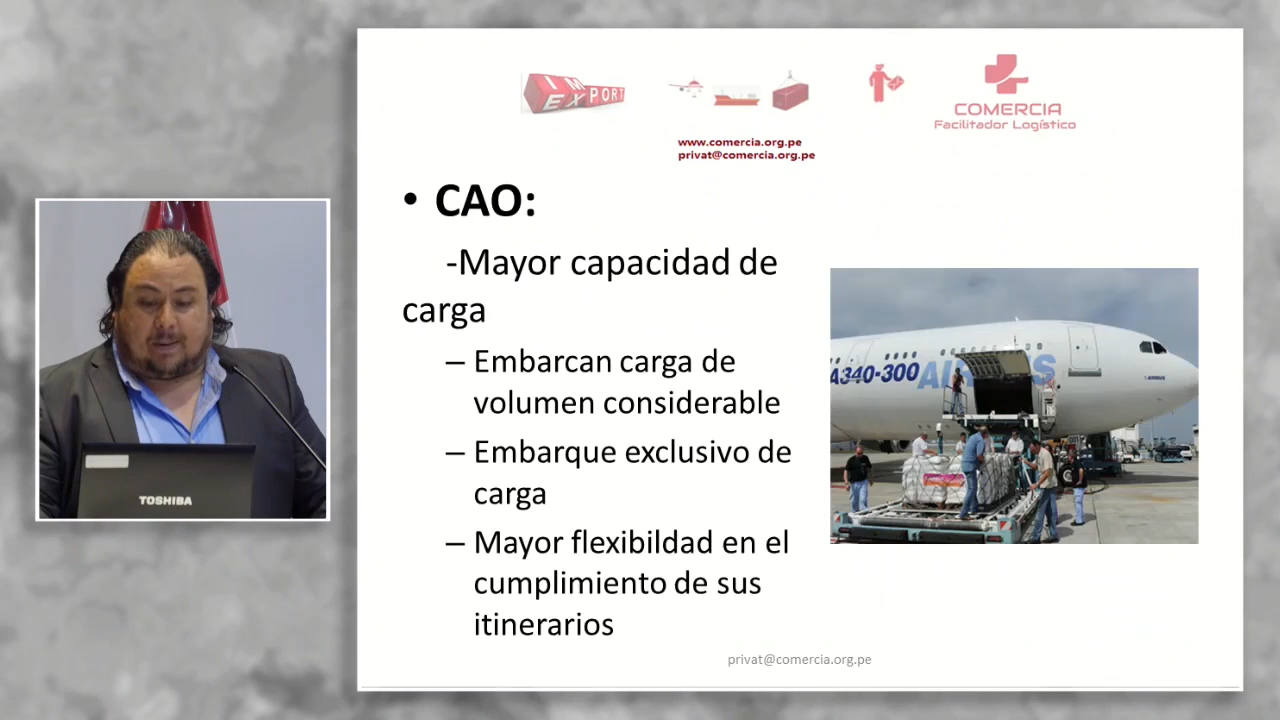 IM
EXPORT
COMERCIA
Facilitador Logístico
www.comercia.org.pe
privat@comercia.org.pe
• CAO:
-Mayor capacidad de
carga
– Embarcan carga de
volumen considerable
– Embarque exclusivo de
carga
– Mayor flexibildad en el
cumplimiento de sus
itinerarios
A340-300
AIRBUS
TOSHIBA
privat@comercia.org.pe